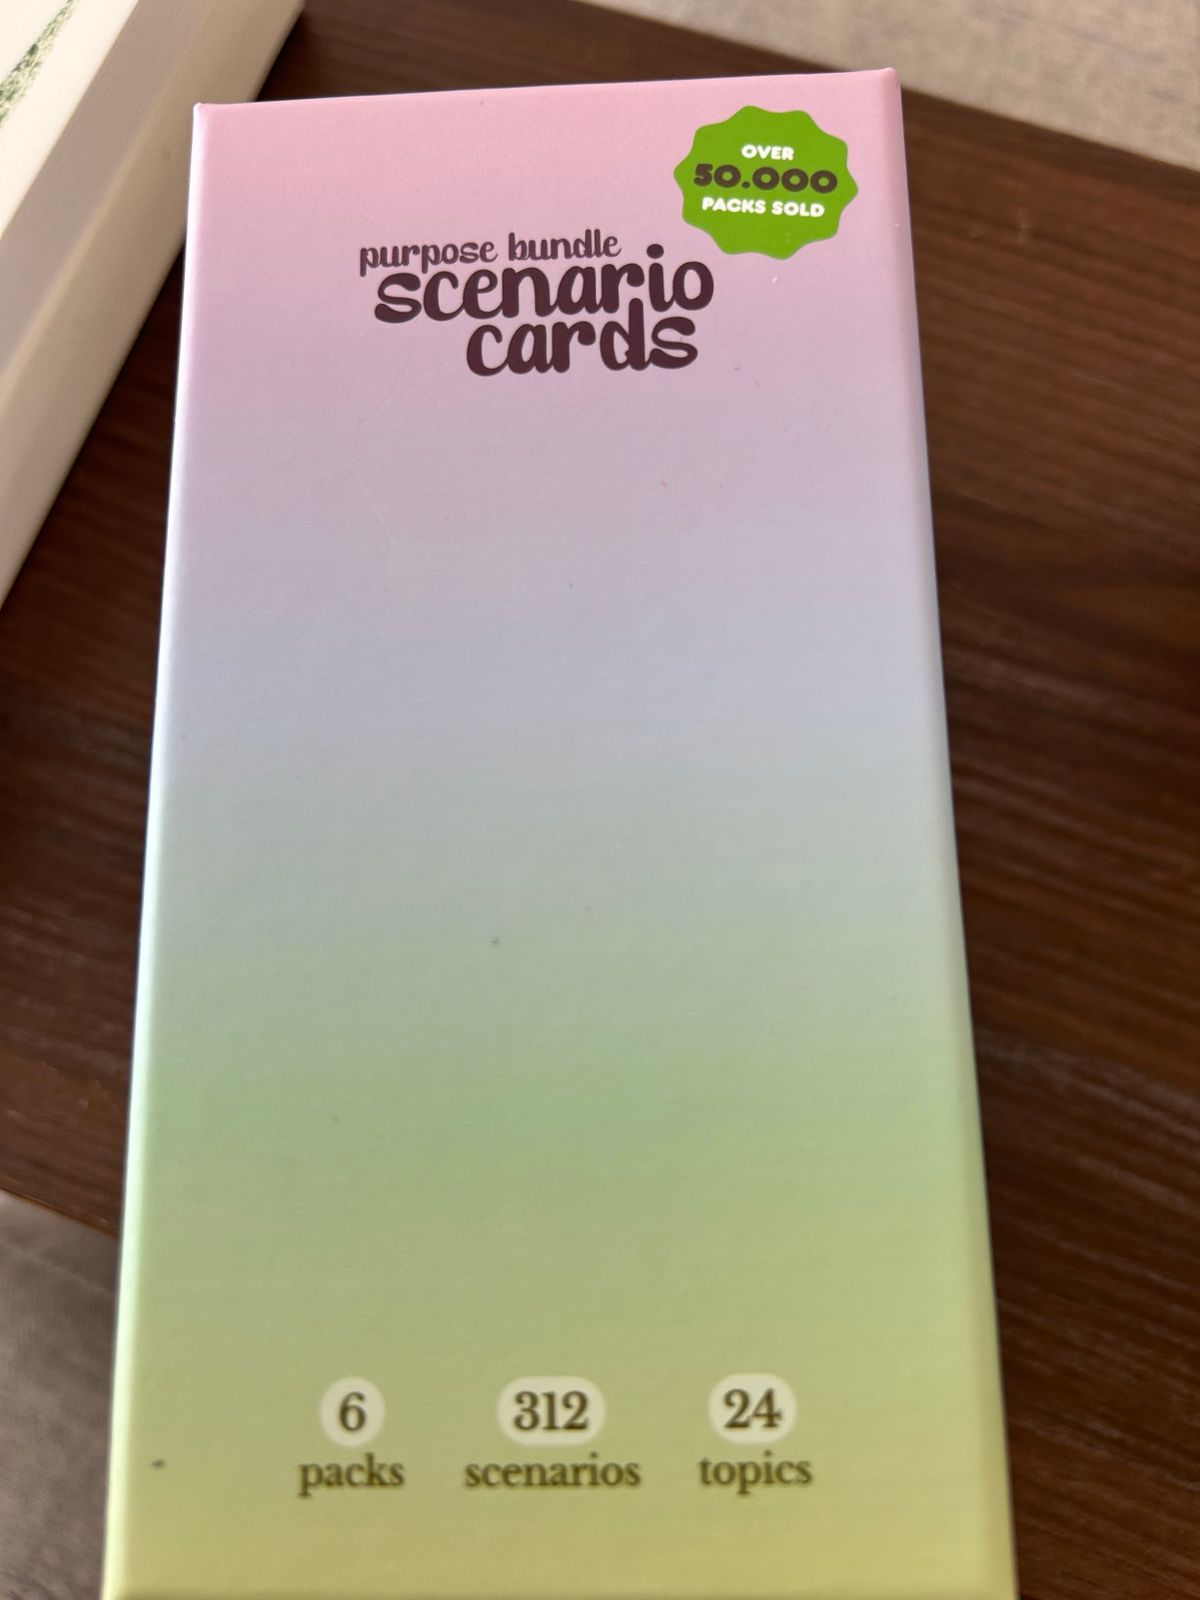 OVER
50.000
PACKS SOLD
purpose bundle
scenario
cards
6
packs
312
scenarios
24
topics